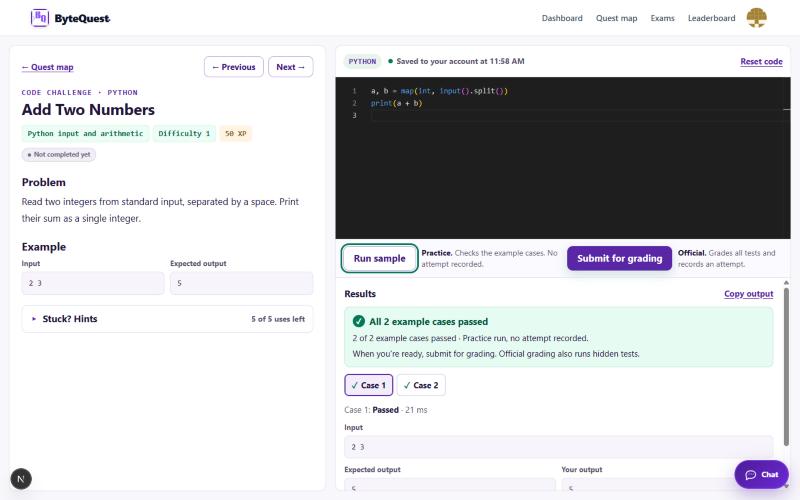 ByteQuest
Dashboard
Quest map
Exams
Leaderboard
← Quest map
← Previous
Next →
CODE CHALLENGE · PYTHON
Add Two Numbers
Python input and arithmetic
Difficulty 1
50 XP
Not completed yet
Problem
Read two integers from standard input, separated by a space. Print
their sum as a single integer.
Example
Input
Expected output
2 3
5
Stuck? Hints
5 of 5 uses left
N
PYTHON
Saved to your account at 11:58 AM
Reset code
1 a, b = map(int, input().split())
2 print(a + b)
3
Run sample
Practice. Checks the example cases. No
attempt recorded.
Submit for grading
Official. Grades all tests and
records an attempt.
Results
Copy output
All 2 example cases passed
2 of 2 example cases passed · Practice run, no attempt recorded.
When you're ready, submit for grading. Official grading also runs hidden tests.
✓ Case 1
✓ Case 2
Case 1: Passed · 21 ms
Input
2 3
Expected output
Your output
5
5
Chat